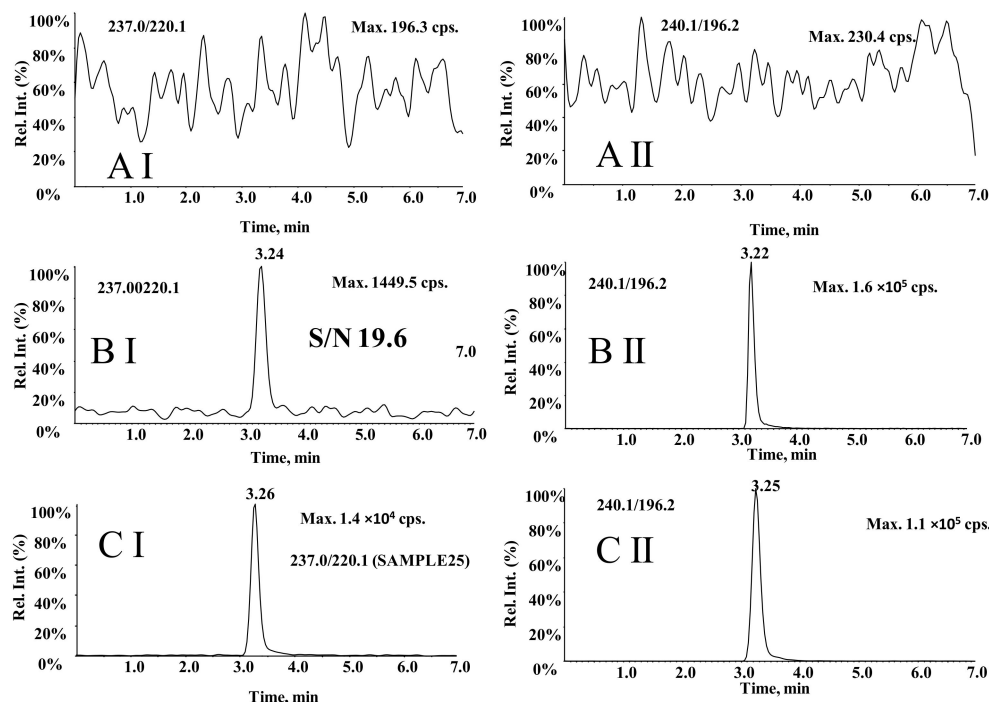 100%
80%
60%
40%
20%
0%
Rel. Int. (%)
237.0/220.1
Max. 196.3 cps.
A I
1.0 2.0 3.0 4.0 5.0 6.0 7.0
Time, min
100%
80%
60%
40%
20%
0%
Rel. Int. (%)
240.1/196.2
Max. 230.4 cps.
A II
1.0 2.0 3.0 4.0 5.0 6.0 7.0
Time, min
3.24
100%
80%
60%
40%
20%
0%
Rel. Int. (%)
237.00220.1
Max. 1449.5 cps.
S/N 19.6
7.0
B I
1.0 2.0 3.0 4.0 5.0 6.0 7.0
Time, min
3.22
100%
80%
60%
40%
20%
0%
Rel. Int. (%)
240.1/196.2
Max. 1.6 ×10⁵ cps.
B II
1.0 2.0 3.0 4.0 5.0 6.0 7.0
Time, min
3.26
100%
80%
60%
40%
20%
0%
Rel. Int. (%)
Max. 1.4 ×10⁴ cps.
C I
237.0/220.1 (SAMPLE25)
1.0 2.0 3.0 4.0 5.0 6.0 7.0
Time, min
3.25
100%
80%
60%
40%
20%
0%
Rel. Int. (%)
240.1/196.2
Max. 1.1 ×10⁵ cps.
C II
1.0 2.0 3.0 4.0 5.0 6.0 7.0
Time, min